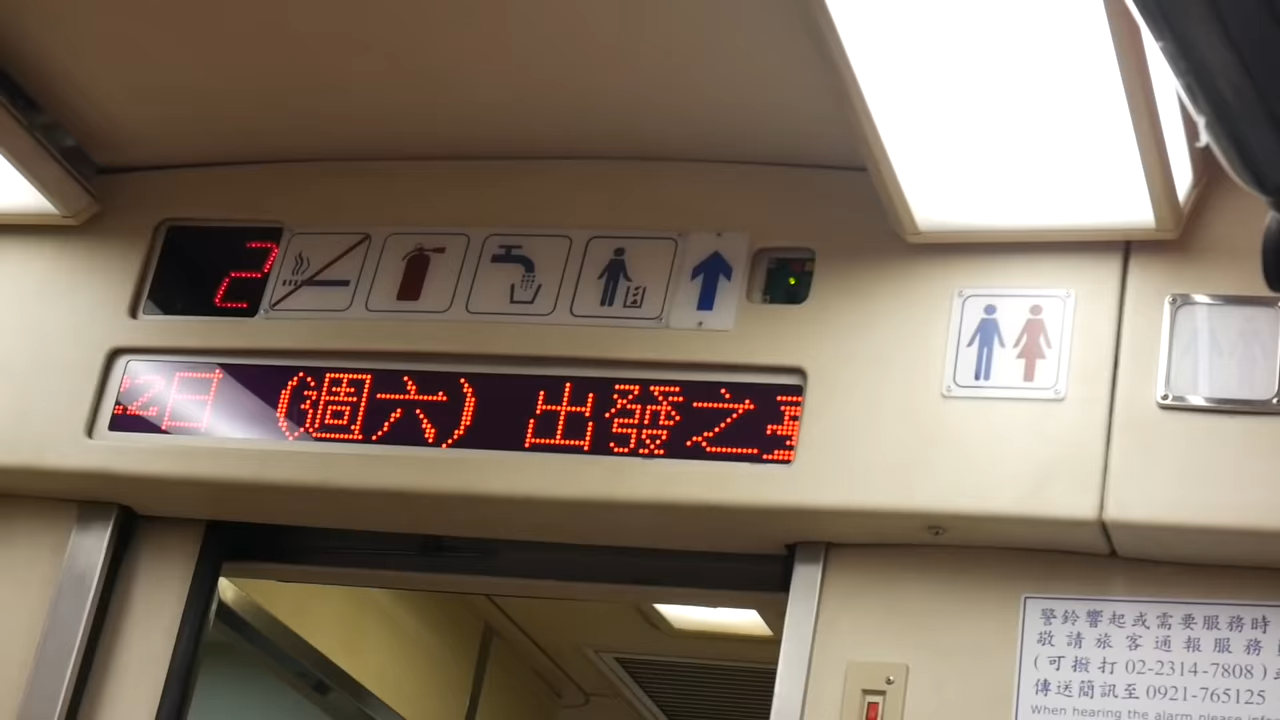 2
2日 (週六) 出發之
警鈴響起或需要服務時
敬請旅客通報服務
(可撥打 02-2314-7808)
傳送簡訊至 0921-765125
When hearing the alarm please